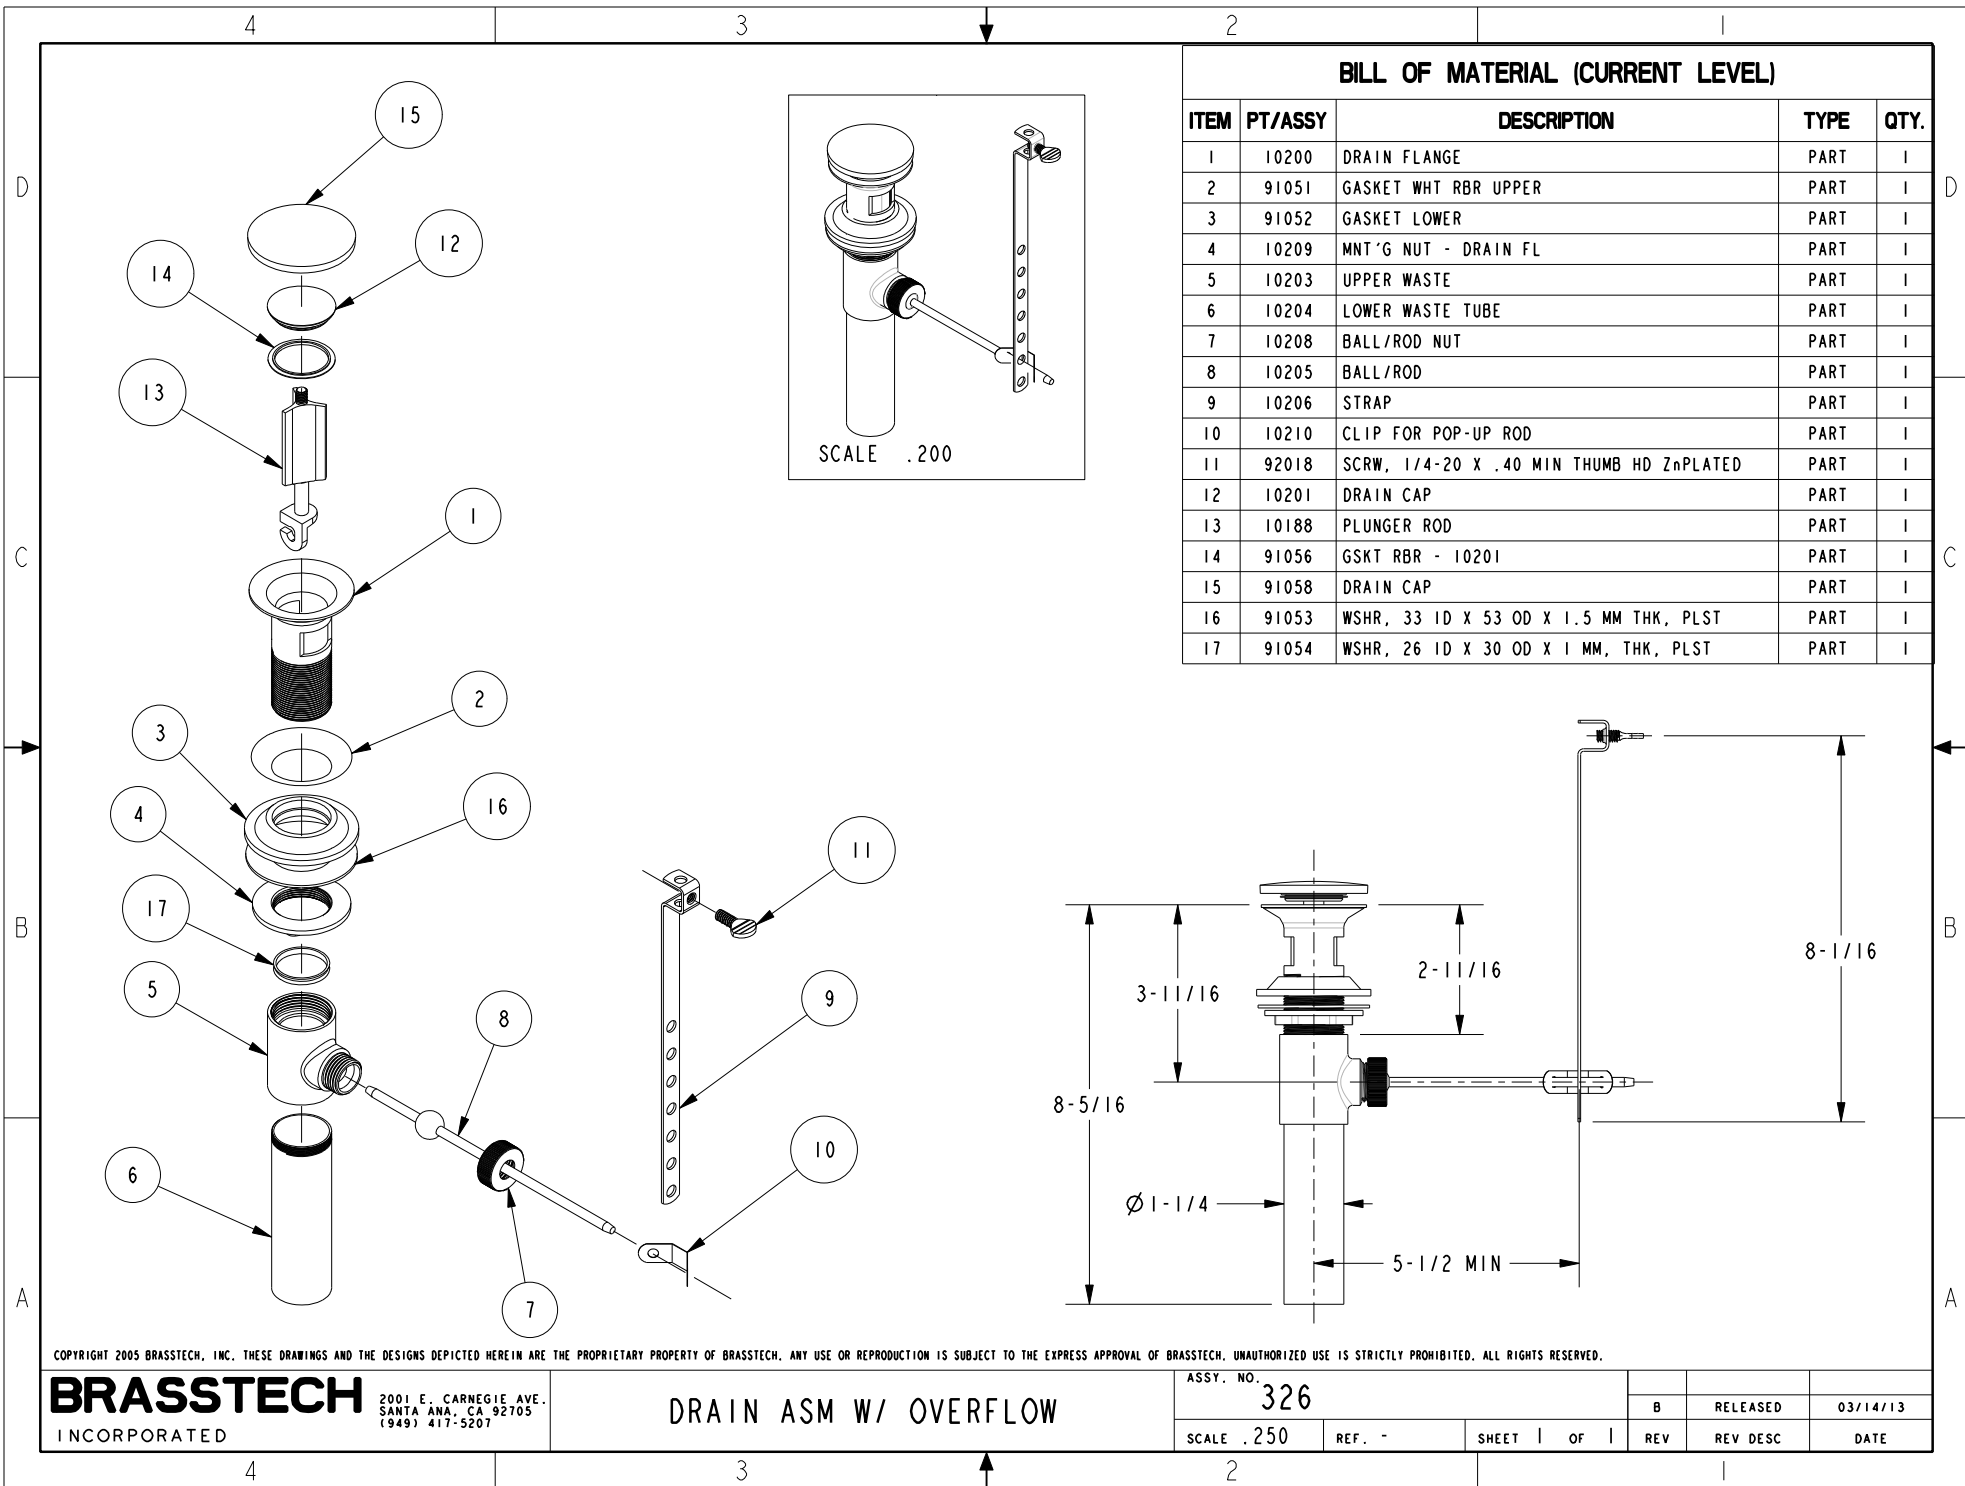 4 3 2 1
D
C
B
A
D
C
B
A
15
12
14
13
1
2
3
16
4
17
5
8
6
7
11
9
10
SCALE .200
BILL OF MATERIAL (CURRENT LEVEL)
ITEM PT/ASSY DESCRIPTION TYPE QTY.
1 10200 DRAIN FLANGE PART 1
2 91051 GASKET WHT RBR UPPER PART 1
3 91052 GASKET LOWER PART 1
4 10209 MNT'G NUT - DRAIN FL PART 1
5 10203 UPPER WASTE PART 1
6 10204 LOWER WASTE TUBE PART 1
7 10208 BALL/ROD NUT PART 1
8 10205 BALL/ROD PART 1
9 10206 STRAP PART 1
10 10210 CLIP FOR POP-UP ROD PART 1
11 92018 SCRW, 1/4-20 X .40 MIN THUMB HD ZnPLATED PART 1
12 10201 DRAIN CAP PART 1
13 10188 PLUNGER ROD PART 1
14 91056 GSKT RBR - 10201 PART 1
15 91058 DRAIN CAP PART 1
16 91053 WSHR, 33 ID X 53 OD X 1.5 MM THK, PLST PART 1
17 91054 WSHR, 26 ID X 30 OD X 1 MM, THK, PLST PART 1
8-1/16
2-11/16
3-11/16
8-5/16
Ø1-1/4
5-1/2 MIN
COPYRIGHT 2005 BRASSTECH, INC. THESE DRAWINGS AND THE DESIGNS DEPICTED HEREIN ARE THE PROPRIETARY PROPERTY OF BRASSTECH. ANY USE OR REPRODUCTION IS SUBJECT TO THE EXPRESS APPROVAL OF BRASSTECH. UNAUTHORIZED USE IS STRICTLY PROHIBITED. ALL RIGHTS RESERVED.
BRASSTECH
INCORPORATED
2001 E. CARNEGIE AVE.
SANTA ANA, CA 92705
(949) 417-5207
DRAIN ASM W/ OVERFLOW
ASSY. NO.
326
SCALE .250 REF. - SHEET 1 OF 1
B RELEASED 03/14/13
REV REV DESC DATE
4 3 2 1